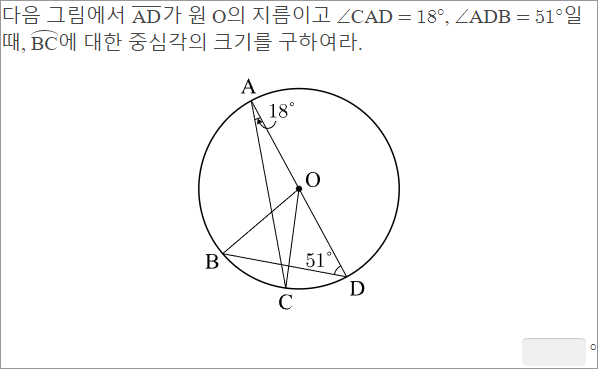 다음 그림에서 AD가 원 O의 지름이고 ∠CAD = 18°, ∠ADB = 51°일
때, BC에 대한 중심각의 크기를 구하여라.
A
18°
O
B
51°
C
D
°